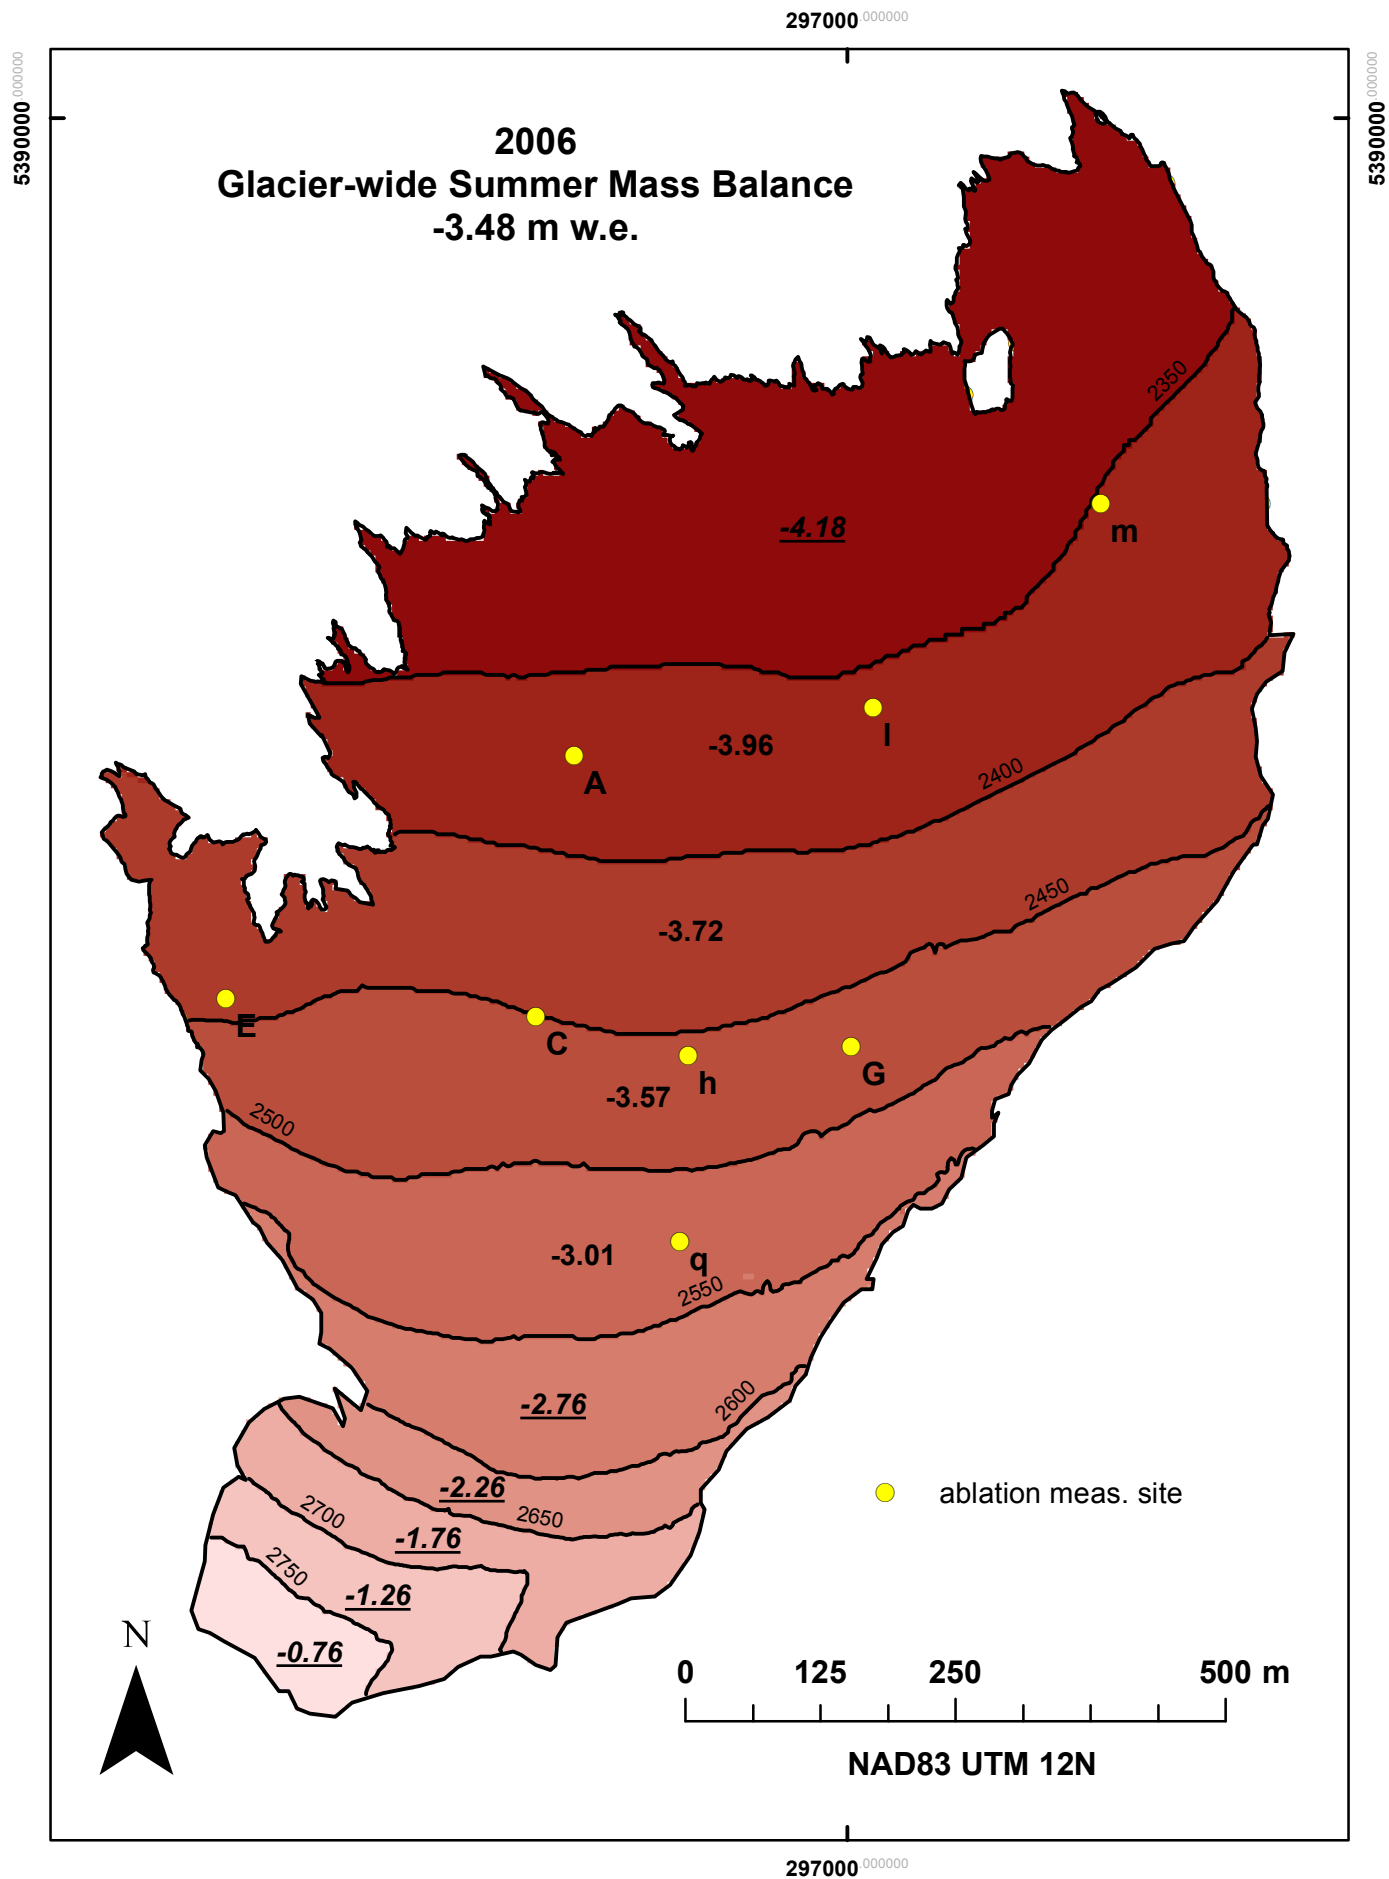 297000.000000
5390000.000000
5390000.000000
2006
Glacier-wide Summer Mass Balance
-3.48 m w.e.
2350
-4.18
m
l
-3.96
A
2400
2450
-3.72
E
C
h
G
-3.57
2500
-3.01
q
2550
-2.76
2600
-2.26
2650
ablation meas. site
2700
-1.76
2750
-1.26
N
-0.76
0 125 250 500 m
NAD83 UTM 12N
297000.000000